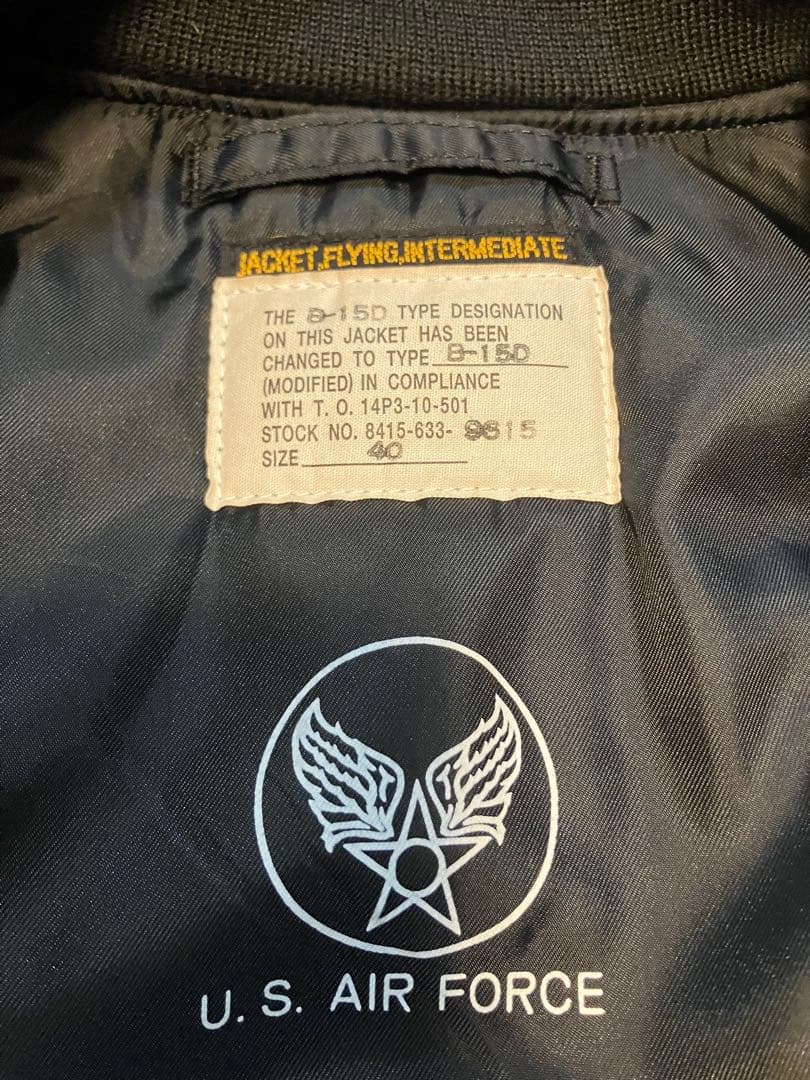 JACKET,FLYING,INTERMEDIATE
THE B-15D TYPE DESIGNATION
ON THIS JACKET HAS BEEN
CHANGED TO TYPE B-15D
(MODIFIED) IN COMPLIANCE
WITH T. O. 14P3-10-501
STOCK NO. 8415-633-9615
SIZE 40
U. S. AIR FORCE